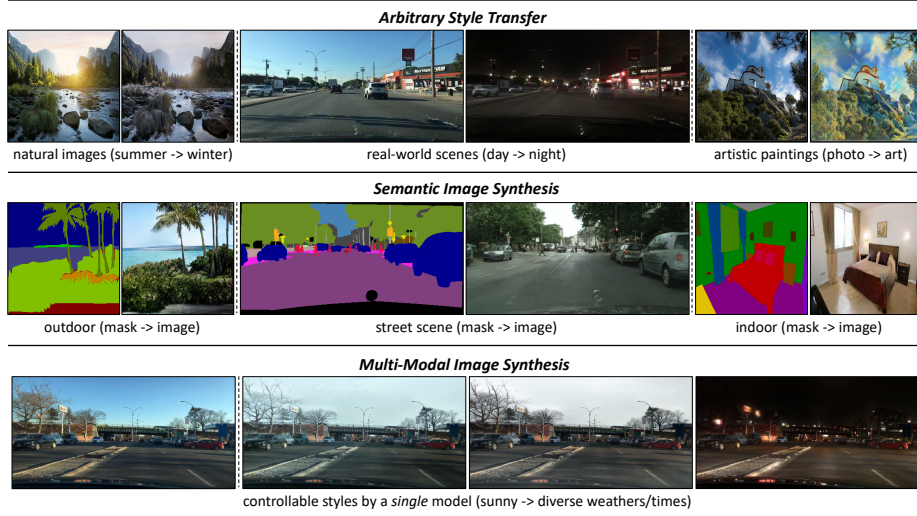 Arbitrary Style Transfer
natural images (summer -> winter)
real-world scenes (day -> night)
artistic paintings (photo -> art)
Semantic Image Synthesis
outdoor (mask -> image)
street scene (mask -> image)
indoor (mask -> image)
Multi-Modal Image Synthesis
controllable styles by a single model (sunny -> diverse weathers/times)